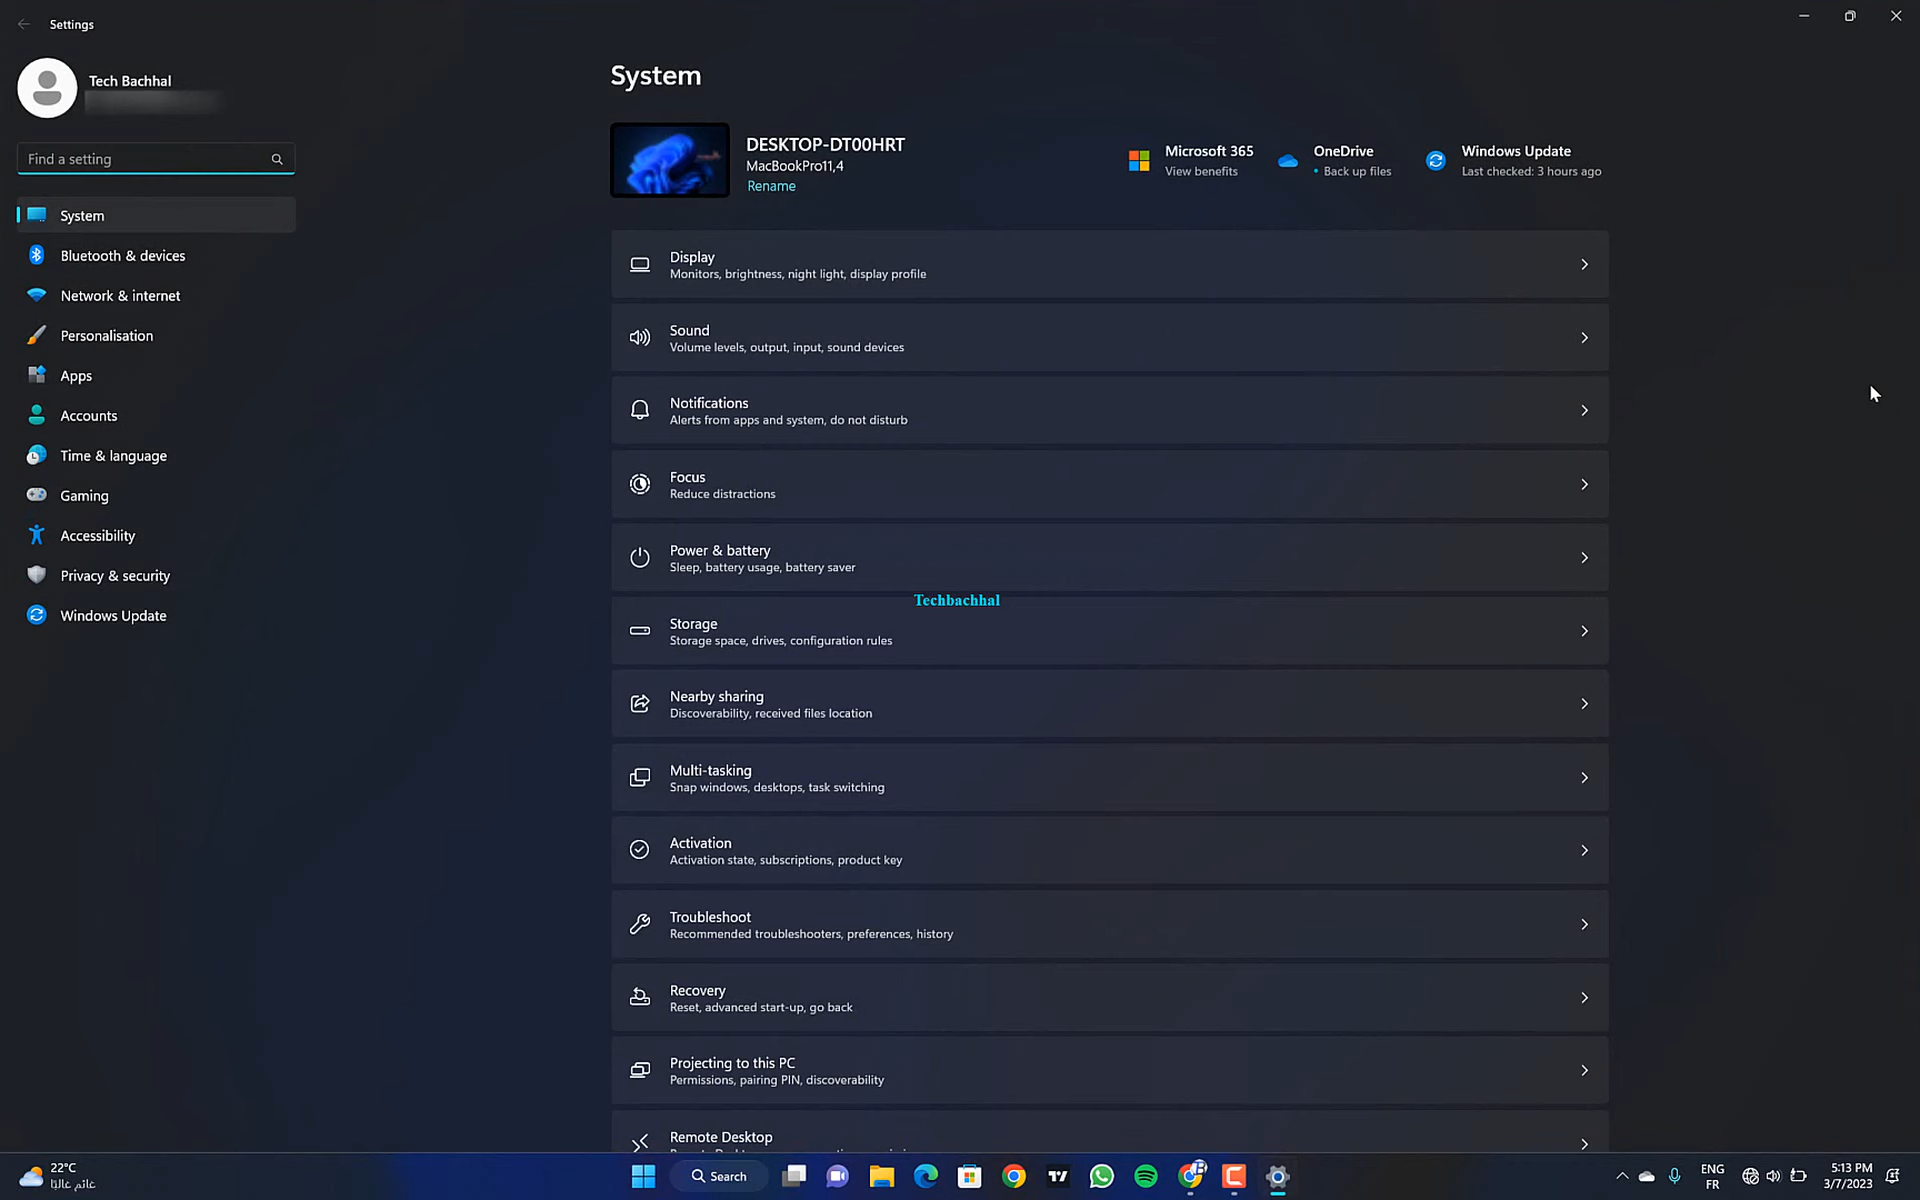 Settings
Tech Bachhal
Find a setting
System
Bluetooth & devices
Network & internet
Personalisation
Apps
Accounts
Time & language
Gaming
Accessibility
Privacy & security
Windows Update
System
DESKTOP-DT00HRT
MacBookPro11,4
Rename
Microsoft 365
View benefits
OneDrive
• Back up files
Windows Update
Last checked: 3 hours ago
Display
Monitors, brightness, night light, display profile
Sound
Volume levels, output, input, sound devices
Notifications
Alerts from apps and system, do not disturb
Focus
Reduce distractions
Power & battery
Sleep, battery usage, battery saver
Techbachhal
Storage
Storage space, drives, configuration rules
Nearby sharing
Discoverability, received files location
Multi-tasking
Snap windows, desktops, task switching
Activation
Activation state, subscriptions, product key
Troubleshoot
Recommended troubleshooters, preferences, history
Recovery
Reset, advanced start-up, go back
Projecting to this PC
Permissions, pairing PIN, discoverability
Remote Desktop
22°C
غائم غالبًا
Search
ENG
FR
5:13 PM
3/7/2023